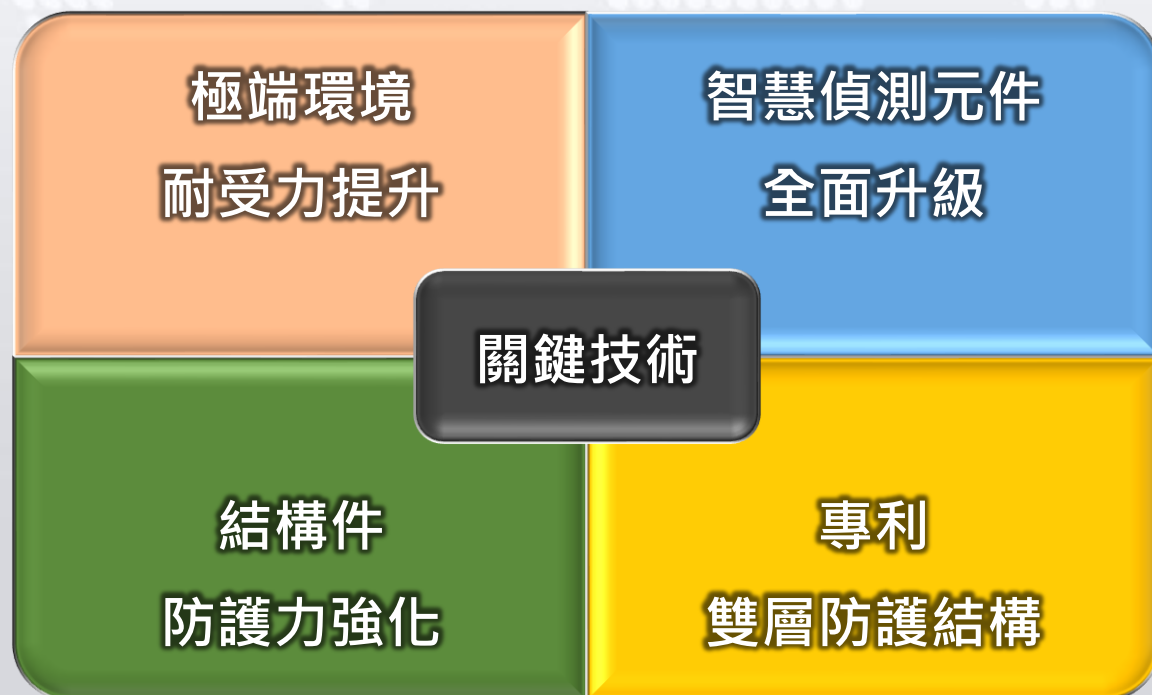 極端環境
耐受力提升
智慧偵測元件
全面升級
關鍵技術
結構件
防護力強化
專利
雙層防護結構